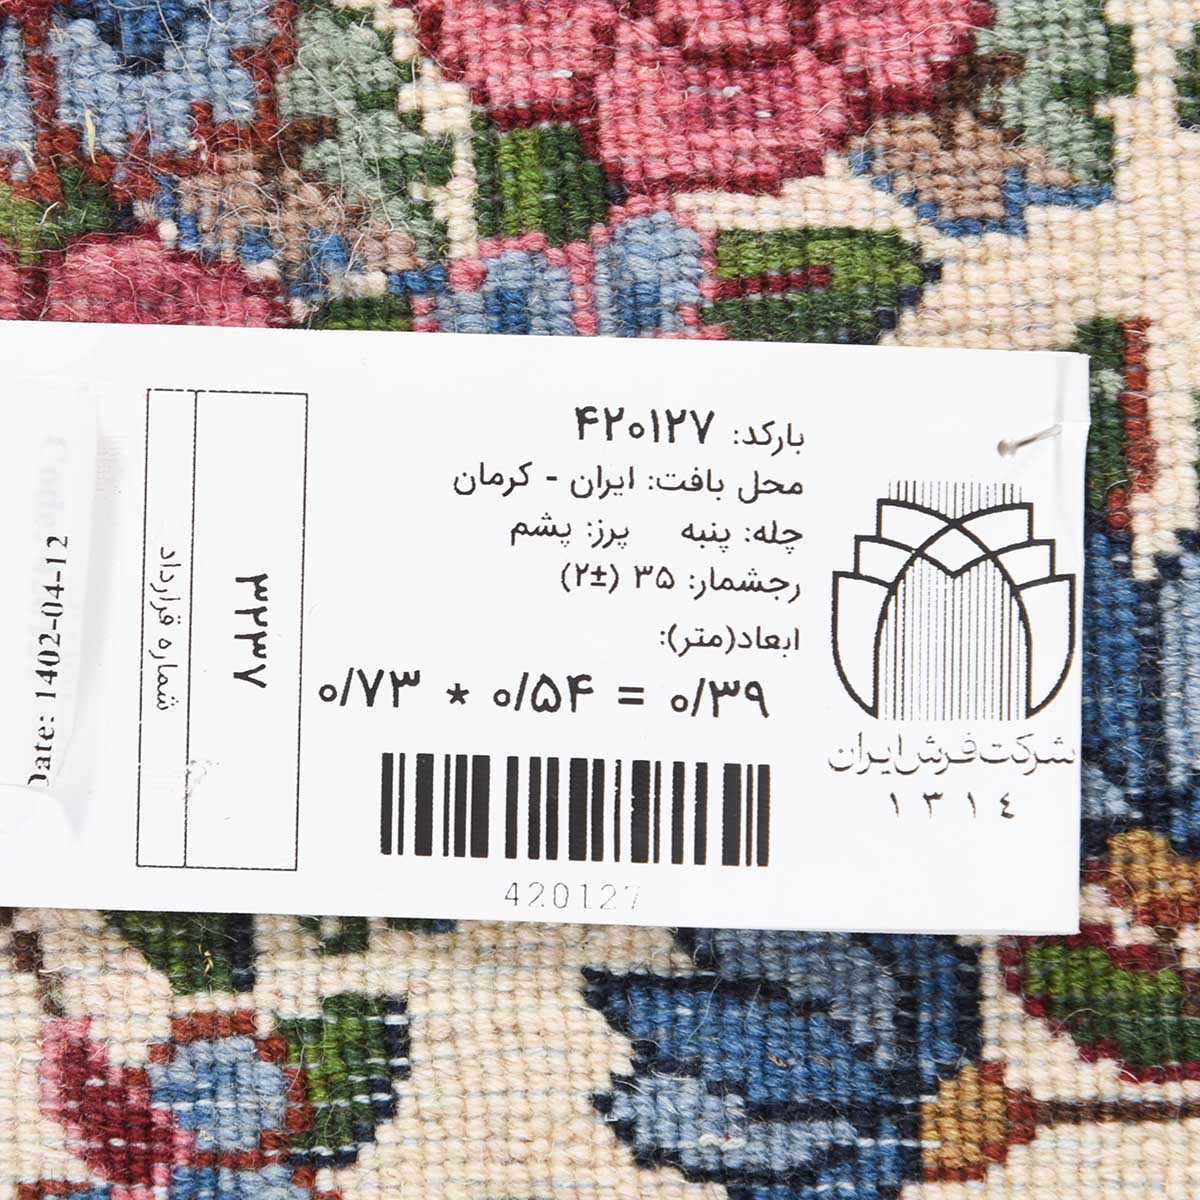 بارکد: ۴۲۰۱۲۷
محل بافت: ایران - کرمان
چله: پنبه پرز: پشم
رجشمار: ۳۵ (±۲)
ابعاد(متر):
۰/۷۳ * ۰/۵۴ = ۰/۳۹
420127
شرکت فرش ایران
۱۳۱۴
شماره قرارداد
۳۲۳۳۷
Date: 1402-04-12